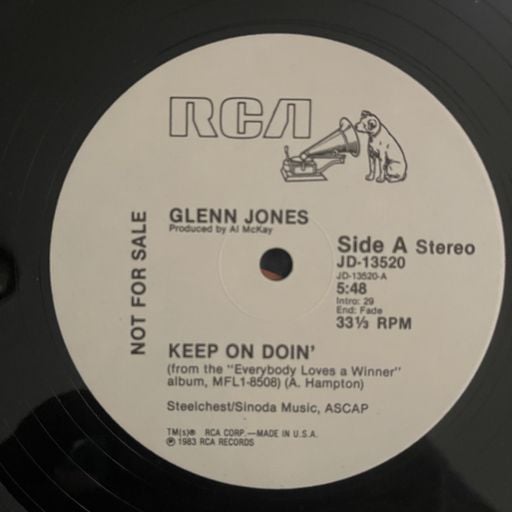 RCA
NOT FOR SALE
GLENN JONES
Produced by Al McKay
Side A Stereo
JD-13520
JD-13520-A
5:48
Intro: 29
End: Fade
33⅓ RPM
KEEP ON DOIN'
(from the "Everybody Loves a Winner"
album, MFL1-8508) (A. Hampton)
Steelchest/Sinoda Music, ASCAP
TM(s)® RCA CORP.—MADE IN U.S.A.
℗ 1983 RCA RECORDS